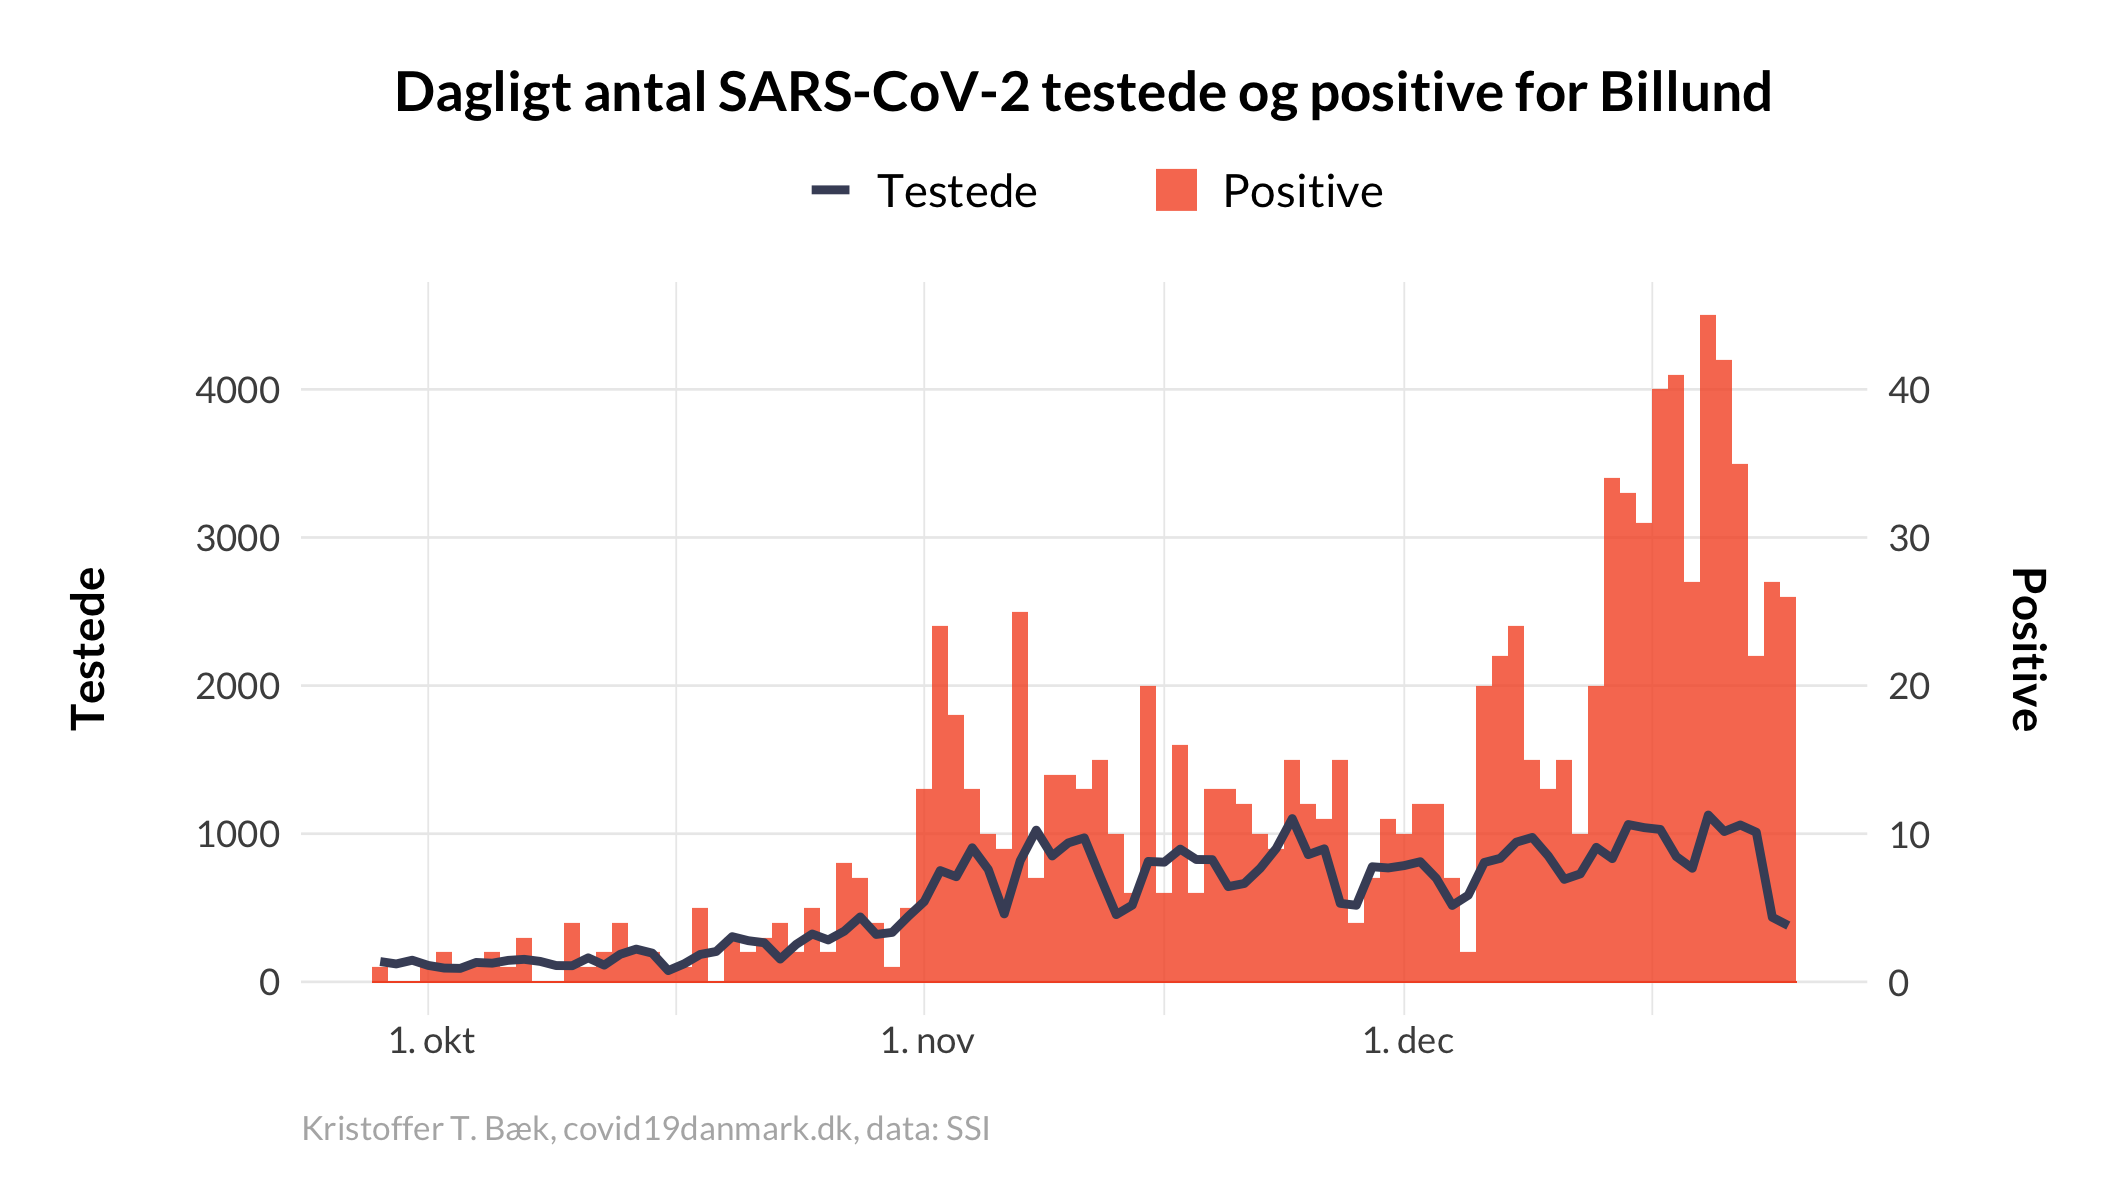 Dagligt antal SARS-CoV-2 testede og positive for Billund
Testede
Positive
4000
3000
2000
1000
0
40
30
20
10
0
Testede
Positive
1. okt
1. nov
1. dec
Kristoffer T. Bæk, covid19danmark.dk, data: SSI